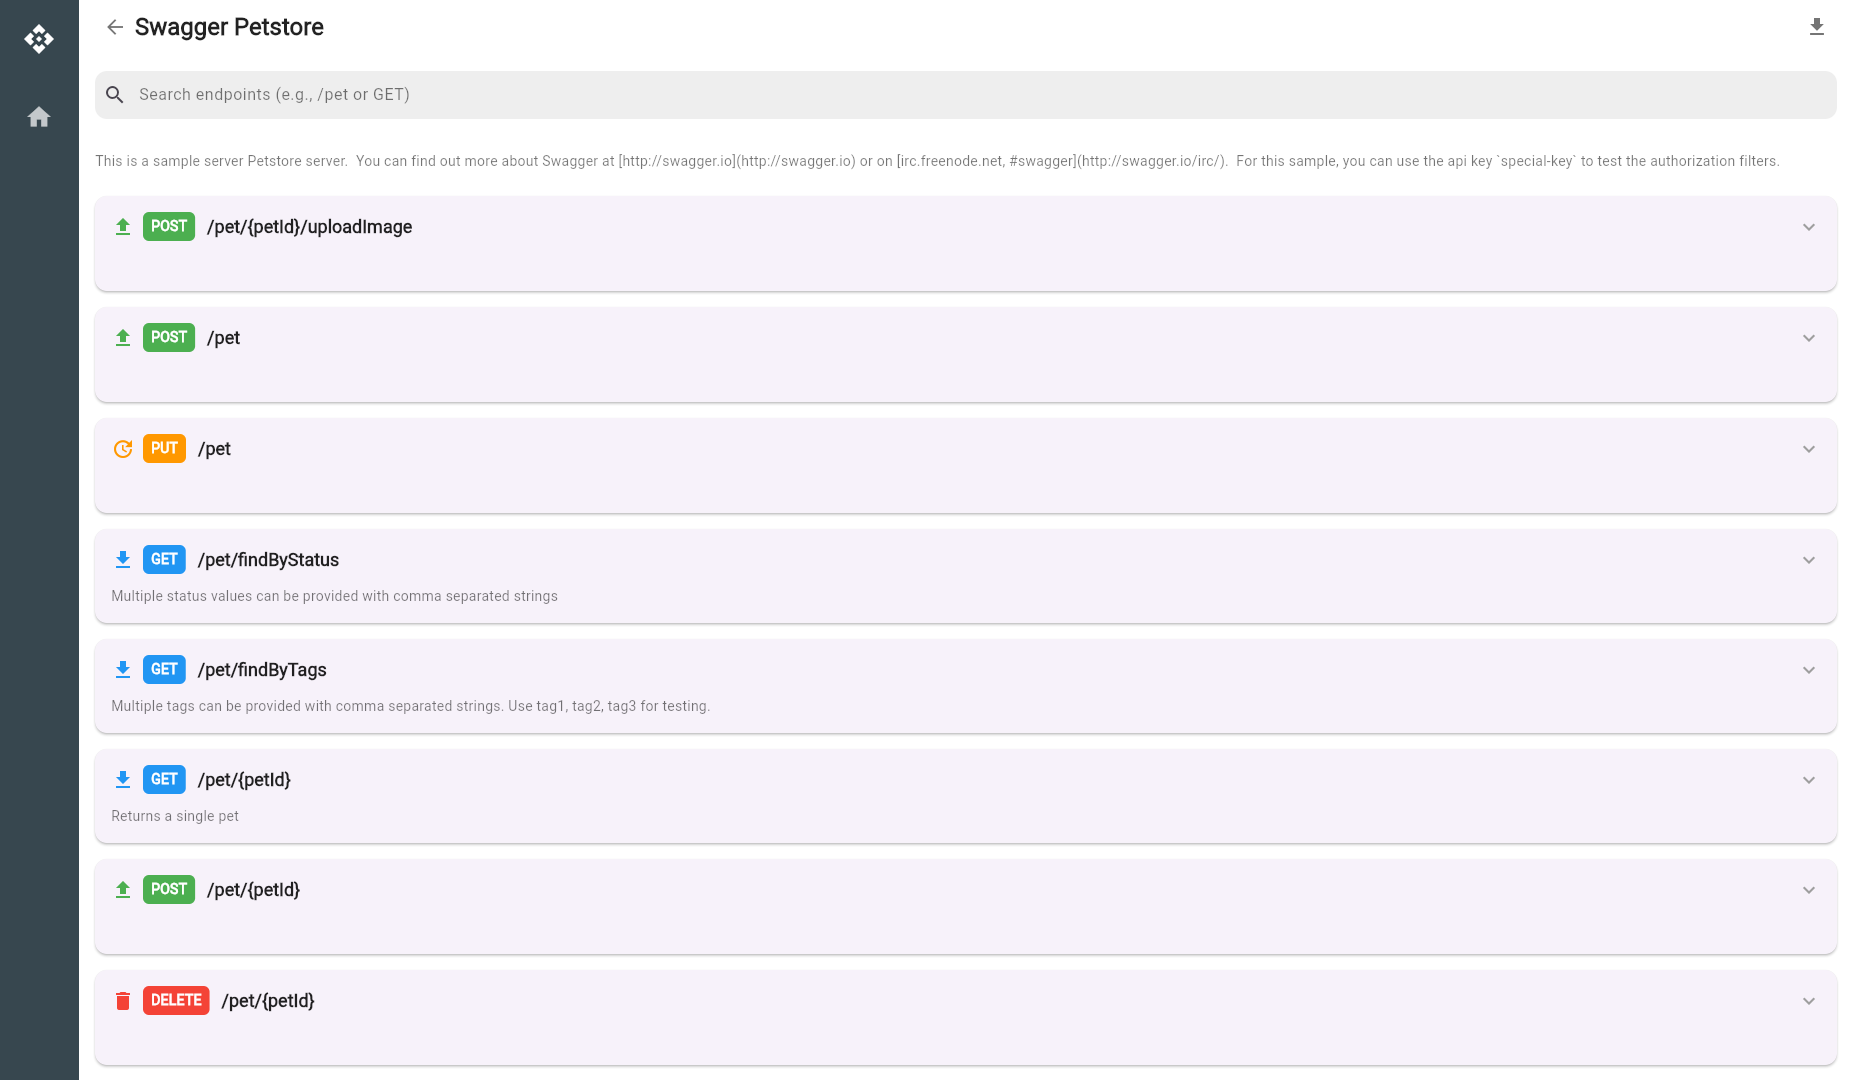 Swagger Petstore
Search endpoints (e.g., /pet or GET)
This is a sample server Petstore server.  You can find out more about Swagger at [http://swagger.io](http://swagger.io) or on [irc.freenode.net, #swagger](http://swagger.io/irc/).  For this sample, you can use the api key `special-key` to test the authorization filters.
POST /pet/{petId}/uploadImage
POST /pet
PUT /pet
GET /pet/findByStatus
Multiple status values can be provided with comma separated strings
GET /pet/findByTags
Multiple tags can be provided with comma separated strings. Use tag1, tag2, tag3 for testing.
GET /pet/{petId}
Returns a single pet
POST /pet/{petId}
DELETE /pet/{petId}